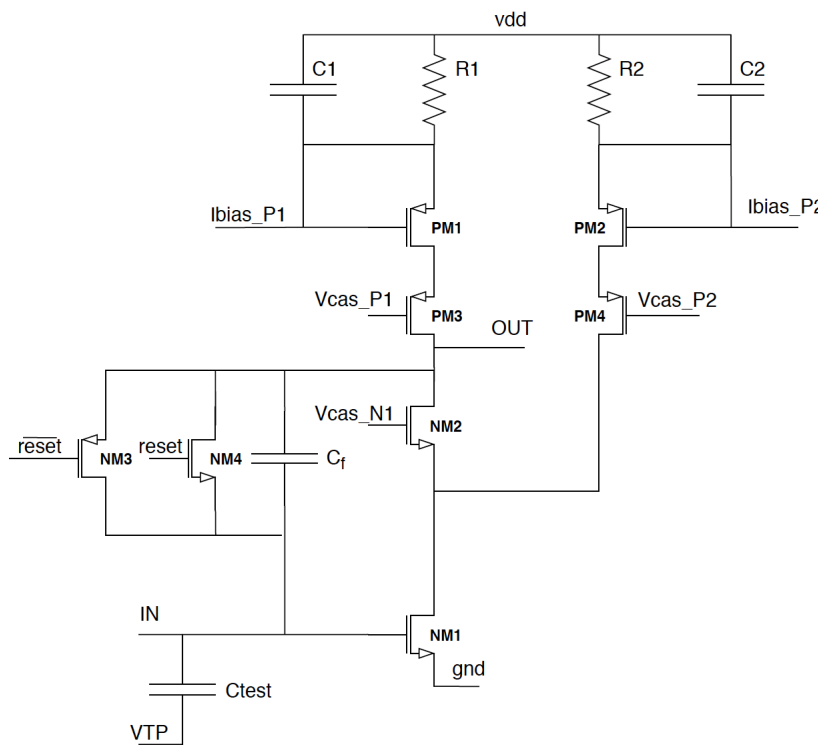 vdd
C1
R1
R2
C2
Ibias_P1
PM1
PM2
Ibias_P2
Vcas_P1
PM3
PM4
Vcas_P2
OUT
reset
NM3
reset
NM4
Cf
Vcas_N1
NM2
IN
NM1
gnd
Ctest
VTP